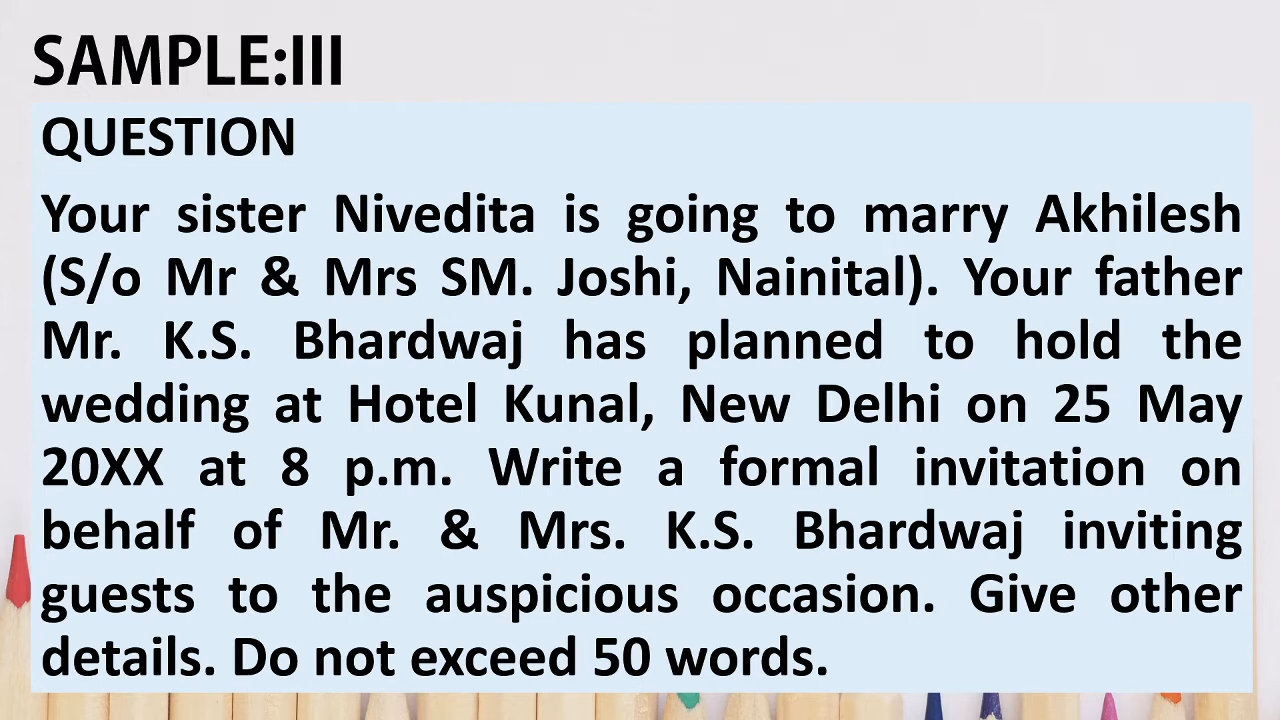 SAMPLE:III
QUESTION
Your sister Nivedita is going to marry Akhilesh
(S/o Mr & Mrs SM. Joshi, Nainital). Your father
Mr. K.S. Bhardwaj has planned to hold the
wedding at Hotel Kunal, New Delhi on 25 May
20XX at 8 p.m. Write a formal invitation on
behalf of Mr. & Mrs. K.S. Bhardwaj inviting
guests to the auspicious occasion. Give other
details. Do not exceed 50 words.